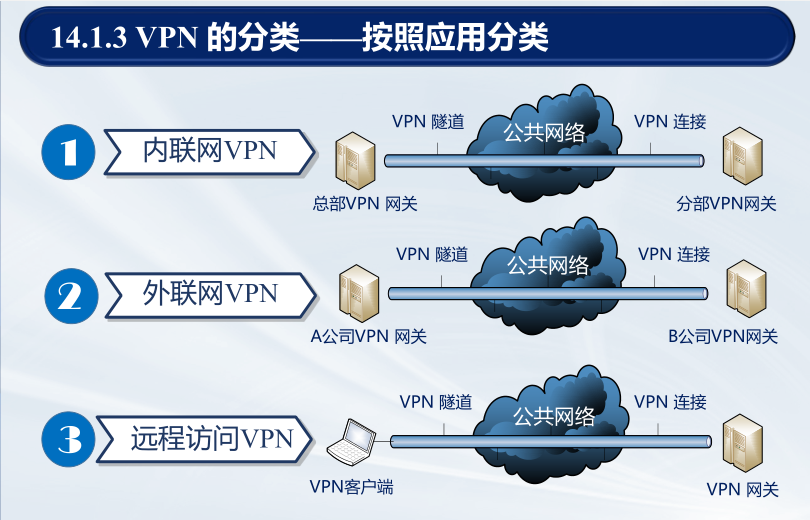 14.1.3 VPN 的分类——按照应用分类
1
内联网VPN
VPN 隧道
公共网络
VPN 连接
总部VPN 网关
分部VPN网关
2
外联网VPN
VPN 隧道
公共网络
VPN 连接
A公司VPN 网关
B公司VPN网关
3
远程访问VPN
VPN 隧道
公共网络
VPN 连接
VPN客户端
VPN 网关